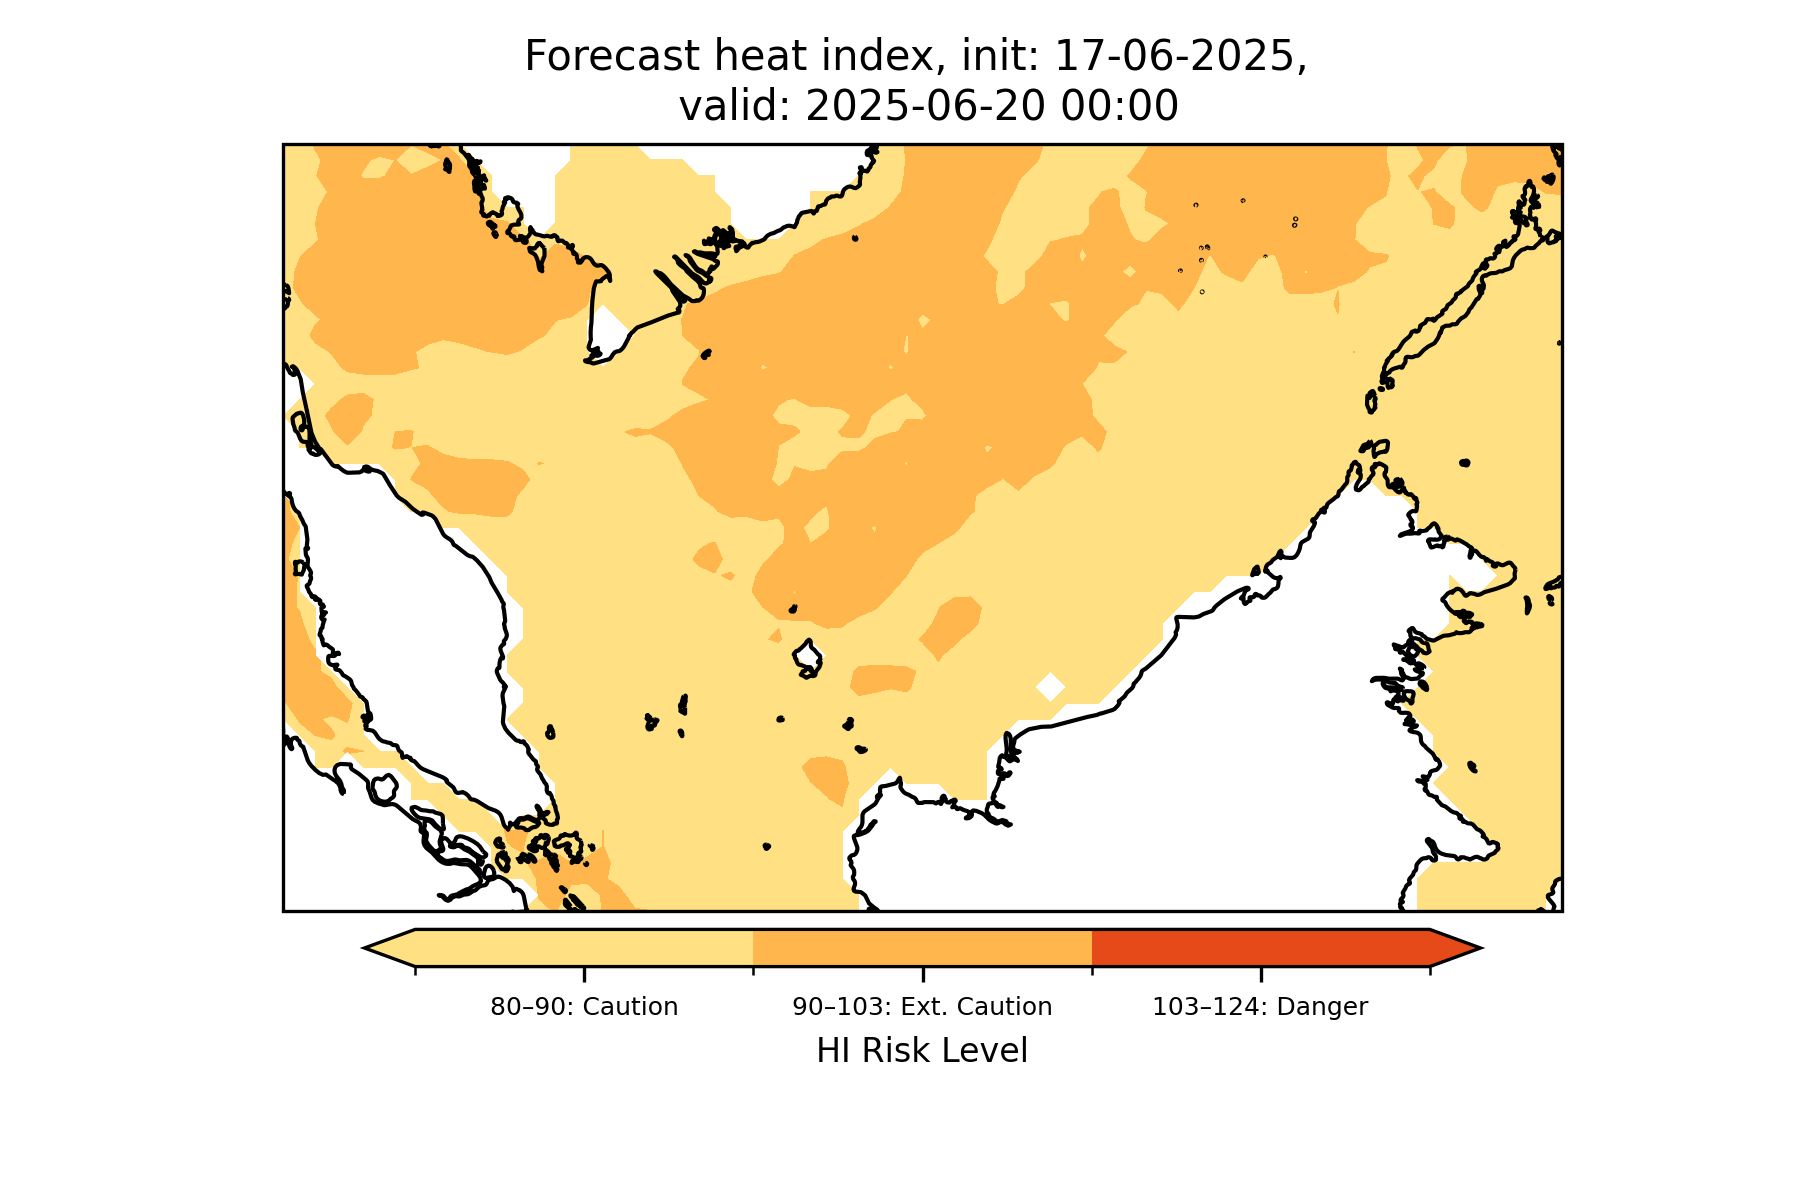 Forecast heat index, init: 17-06-2025,
valid: 2025-06-20 00:00
80–90: Caution
90–103: Ext. Caution
103–124: Danger
HI Risk Level